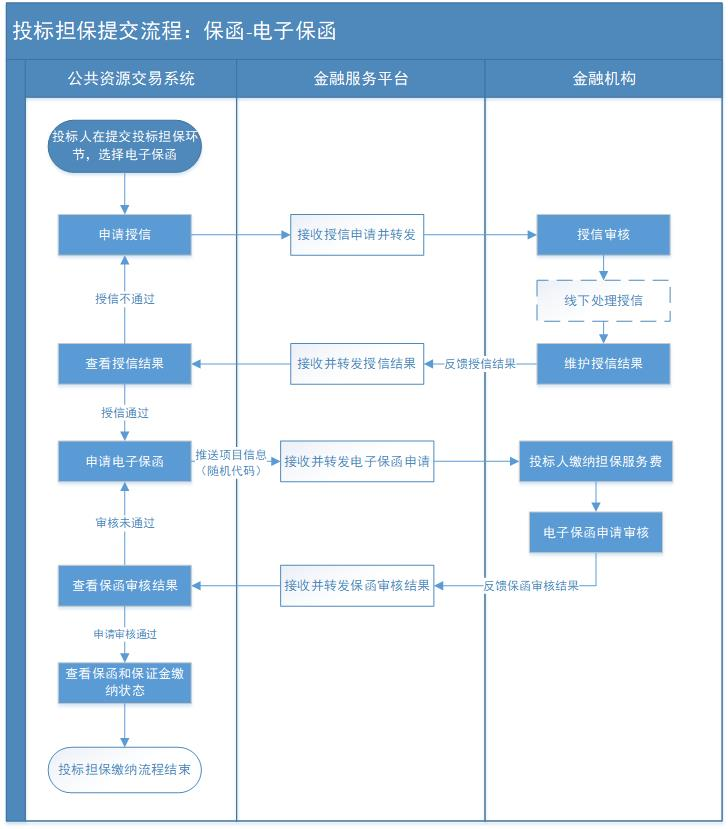 投标担保提交流程：保函-电子保函
公共资源交易系统
金融服务平台
金融机构
投标人在提交投标担保环
节，选择电子保函
申请授信
接收授信申请并转发
授信审核
授信不通过
线下处理授信
查看授信结果
接收并转发授信结果
反馈授信结果
维护授信结果
授信通过
申请电子保函
推送项目信息
（随机代码）
接收并转发电子保函申请
投标人缴纳担保服务费
审核未通过
电子保函申请审核
查看保函审核结果
接收并转发保函审核结果
反馈保函审核结果
申请审核通过
查看保函和保证金缴
纳状态
投标担保缴纳流程结束